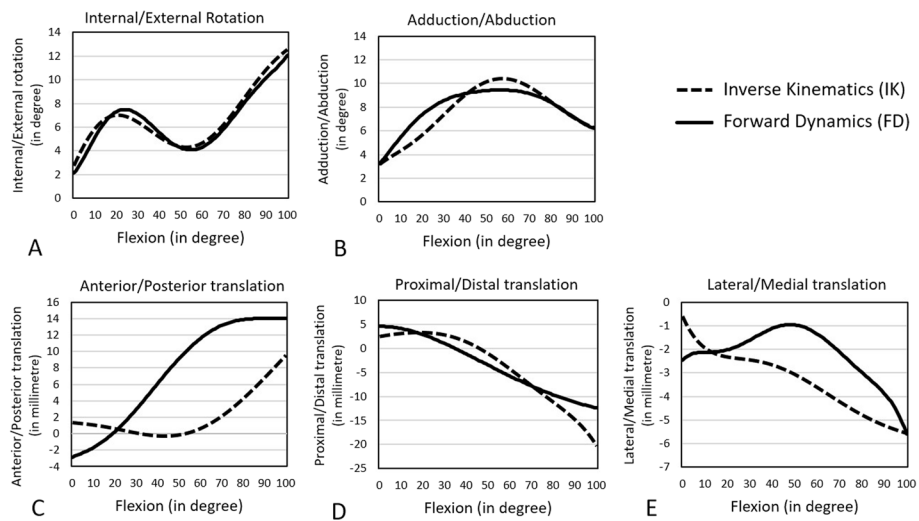 Internal/External Rotation
Internal/External rotation
(in degree)
14
12
10
8
6
4
2
0
0 10 20 30 40 50 60 70 80 90 100
Flexion (in degree)
A
Adduction/Abduction
Adduction/Abduction
(in degree)
14
12
10
8
6
4
2
0
0 10 20 30 40 50 60 70 80 90 100
Flexion (in degree)
B
Inverse Kinematics (IK)
Forward Dynamics (FD)
Anterior/Posterior translation
Anterior/Posterior translation
(in millimetre)
16
14
12
10
8
6
4
2
0
-2
-4
0 10 20 30 40 50 60 70 80 90 100
Flexion (in degree)
C
Proximal/Distal translation
Proximal/Distal translation
(in millimetre)
10
5
0
-5
-10
-15
-20
-25
0 10 20 30 40 50 60 70 80 90 100
Flexion (in degree)
D
Lateral/Medial translation
Lateral/Medial translation
(in millimetre)
0
-1
-2
-3
-4
-5
-6
-7
0 10 20 30 40 50 60 70 80 90 100
Flexion (in degree)
E